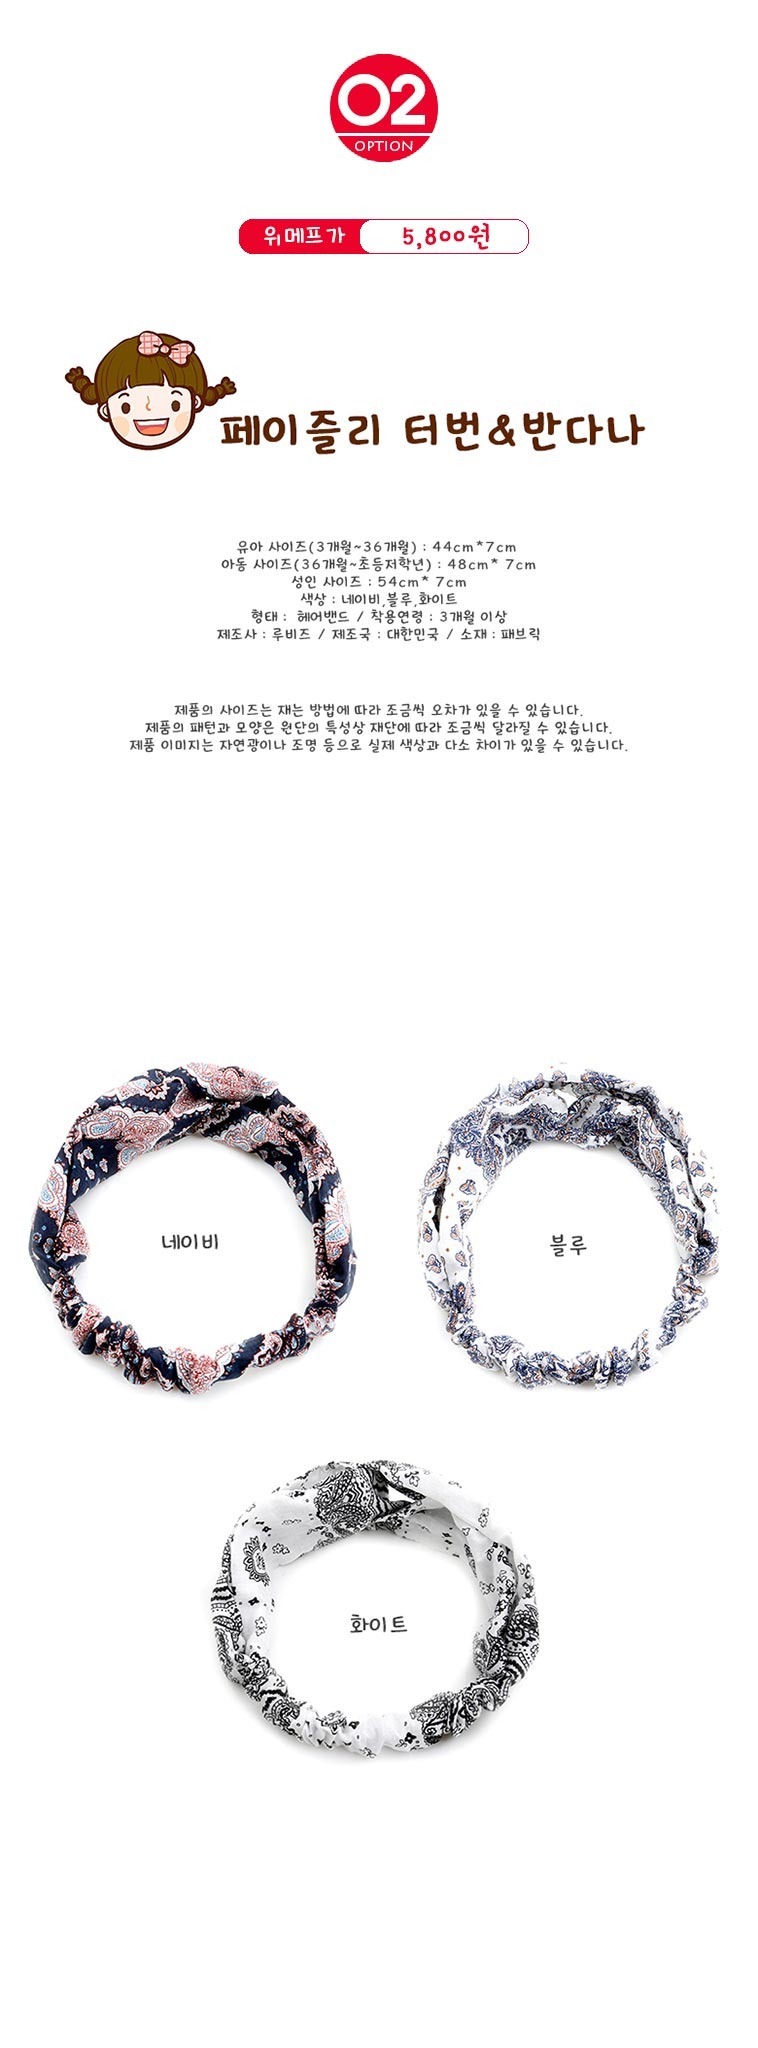 02
OPTION
위메프가 5,800원
페이즐리 터번&반다나
유아 사이즈(3개월~36개월) : 44cm*7cm
아동 사이즈(36개월~초등저학년) : 48cm* 7cm
성인 사이즈 : 54cm* 7cm
색상 : 네이비,블루,화이트
형태 : 헤어밴드 / 착용연령 : 3개월 이상
제조사 : 루비즈 / 제조국 : 대한민국 / 소재 : 패브릭
제품의 사이즈는 재는 방법에 따라 조금씩 오차가 있을 수 있습니다.
제품의 패턴과 모양은 원단의 특성상 재단에 따라 조금씩 달라질 수 있습니다.
제품 이미지는 자연광이나 조명 등으로 실제 색상과 다소 차이가 있을 수 있습니다.
네이비
블루
화이트